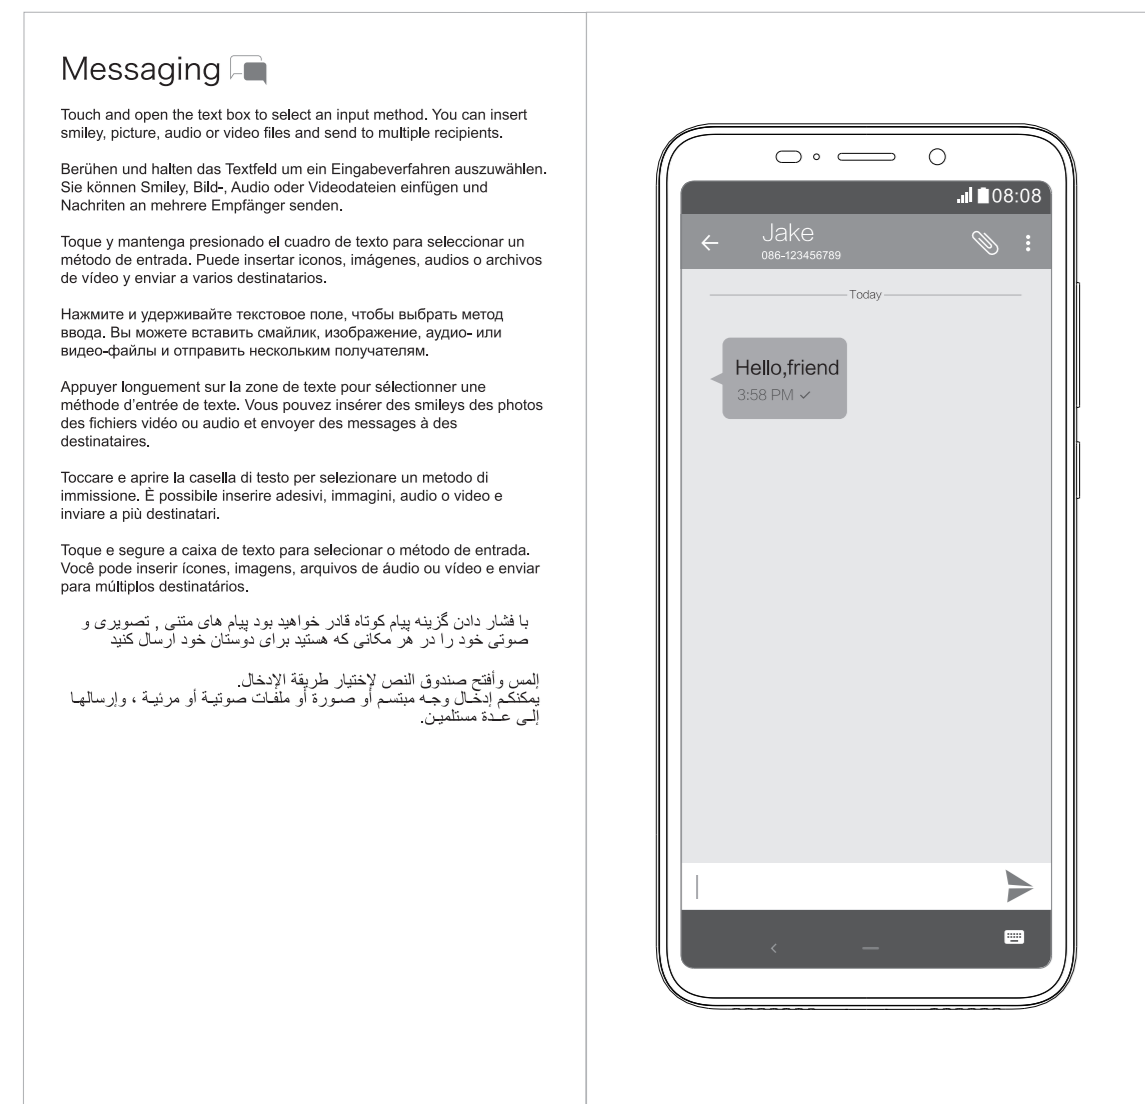 Messaging
Touch and open the text box to select an input method. You can insert
smiley, picture, audio or video files and send to multiple recipients.
Berühen und halten das Textfeld um ein Eingabeverfahren auszuwählen.
Sie können Smiley, Bild-, Audio oder Videodateien einfügen und
Nachriten an mehrere Empfänger senden.
Toque y mantenga presionado el cuadro de texto para seleccionar un
método de entrada. Puede insertar iconos, imágenes, audios o archivos
de vídeo y enviar a varios destinatarios.
Нажмите и удерживайте текстовое поле, чтобы выбрать метод
ввода. Вы можете вставить смайлик, изображение, аудио- или
видео-файлы и отправить нескольким получателям.
Appuyer longuement sur la zone de texte pour sélectionner une
méthode d'entrée de texte. Vous pouvez insérer des smileys des photos
des fichiers vidéo ou audio et envoyer des messages à des
destinataires.
Toccare e aprire la casella di testo per selezionare un metodo di
immissione. È possibile inserire adesivi, immagini, audio o video e
inviare a più destinatari.
Toque e segure a caixa de texto para selecionar o método de entrada.
Você pode inserir ícones, imagens, arquivos de áudio ou vídeo e enviar
para múltiplos destinatários.
با فشار دادن گزینه پیام کوتاه قادر خواهید بود پیام های متنی , تصویری و
صوتی خود را در هر مکانی که هستید برای دوستان خود ارسال کنید
إلمس وأفتح صندوق النص لإختيار طريقة الإدخال.
يمكنكم إدخـال وجـه مبتسـم أو صـورة أو ملفـات صوتيـة أو مرئيـة ، وإرسالهـا
إلـى عــدة مستلميـن.
08:08
Jake
086-123456789
Today
Hello,friend
3:58 PM ✓